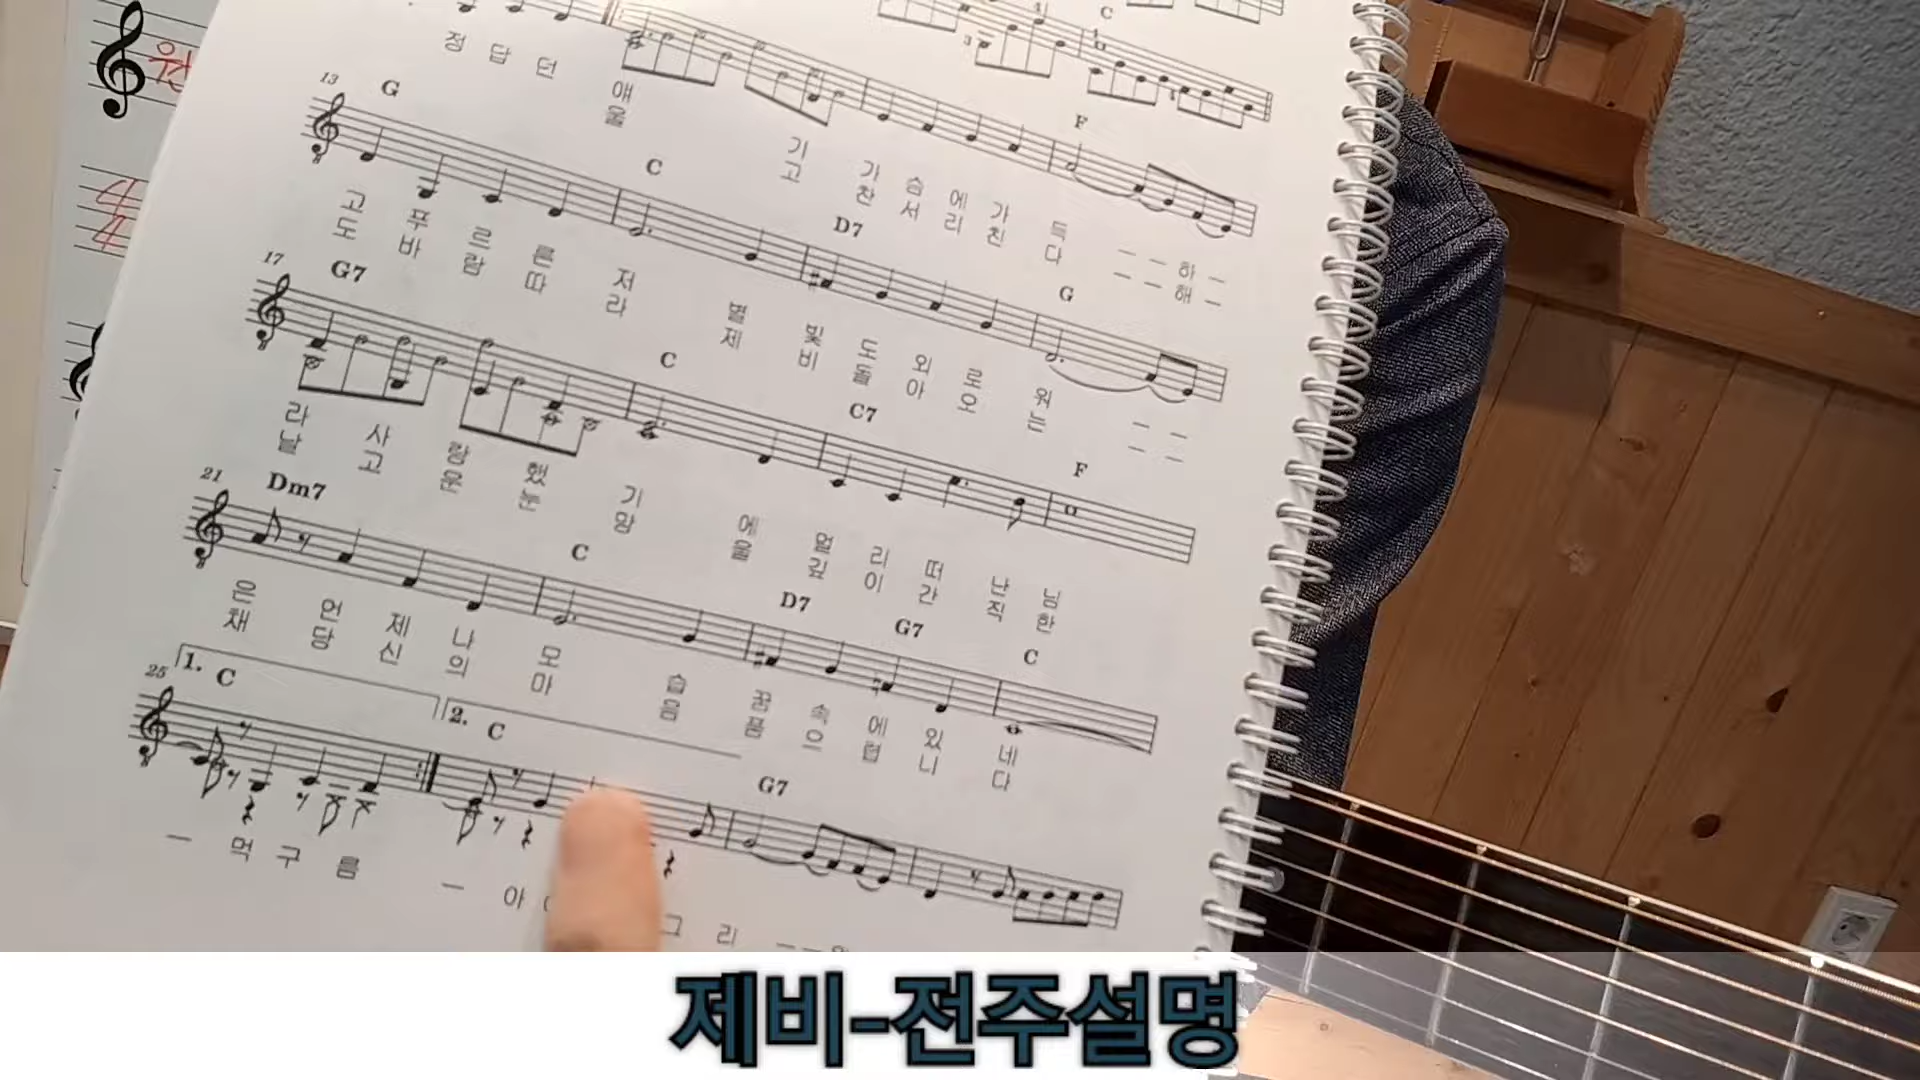 정 답 던 얘 기 가 슴 에 가 득 - - 하 -
울 고 찬 서 리 친 다 - - 해 -
C
F
13 G C D7 G
고 푸 르 른 저 별 빛 도 외 로 워 - -
도 바 람 따 라 제 비 돌 아 오 는 - -
17 G7 C C7 F
라 사 랑 했 기 에 멀 리 떠 난 님
날 고 운 눈 망 울 깊 이 간 직 한
21 Dm7 C D7 G7 C
은 언 제 나 모 습 꿈 속 에 있 네
채 당 신 의 마 음 품 으 렵 니 다
25 1. C 2. C G7
- 먹 구 름 - 아 그 리 - -
제비-전주설명